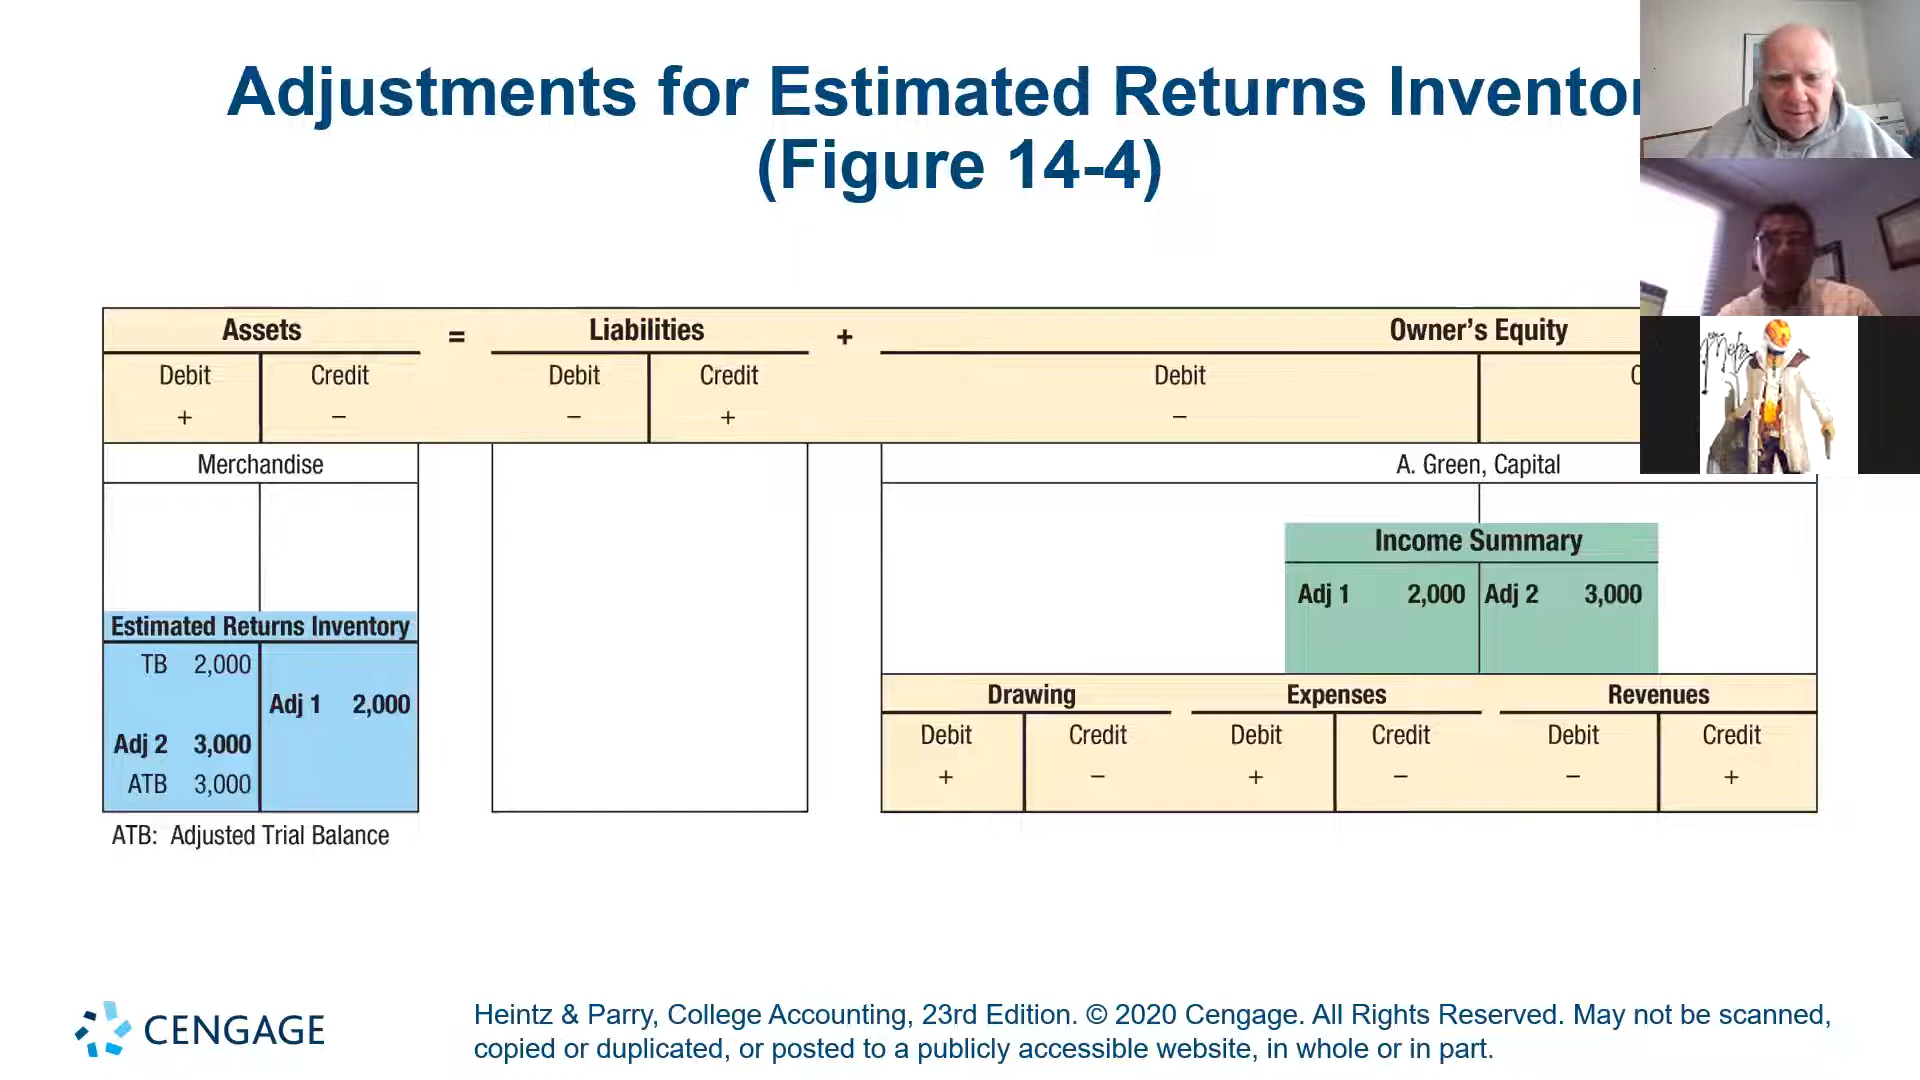 Adjustments for Estimated Returns Invento
(Figure 14-4)
Assets = Liabilities + Owner's Equity
Debit Credit Debit Credit Debit C
+ – – + –
Merchandise A. Green, Capital
Income Summary
Adj 1 2,000 Adj 2 3,000
Estimated Returns Inventory
TB 2,000
Adj 1 2,000
Adj 2 3,000
ATB 3,000
Drawing Expenses Revenues
Debit Credit Debit Credit Debit Credit
+ – + – – +
ATB: Adjusted Trial Balance
CENGAGE
Heintz & Parry, College Accounting, 23rd Edition. © 2020 Cengage. All Rights Reserved. May not be scanned,
copied or duplicated, or posted to a publicly accessible website, in whole or in part.